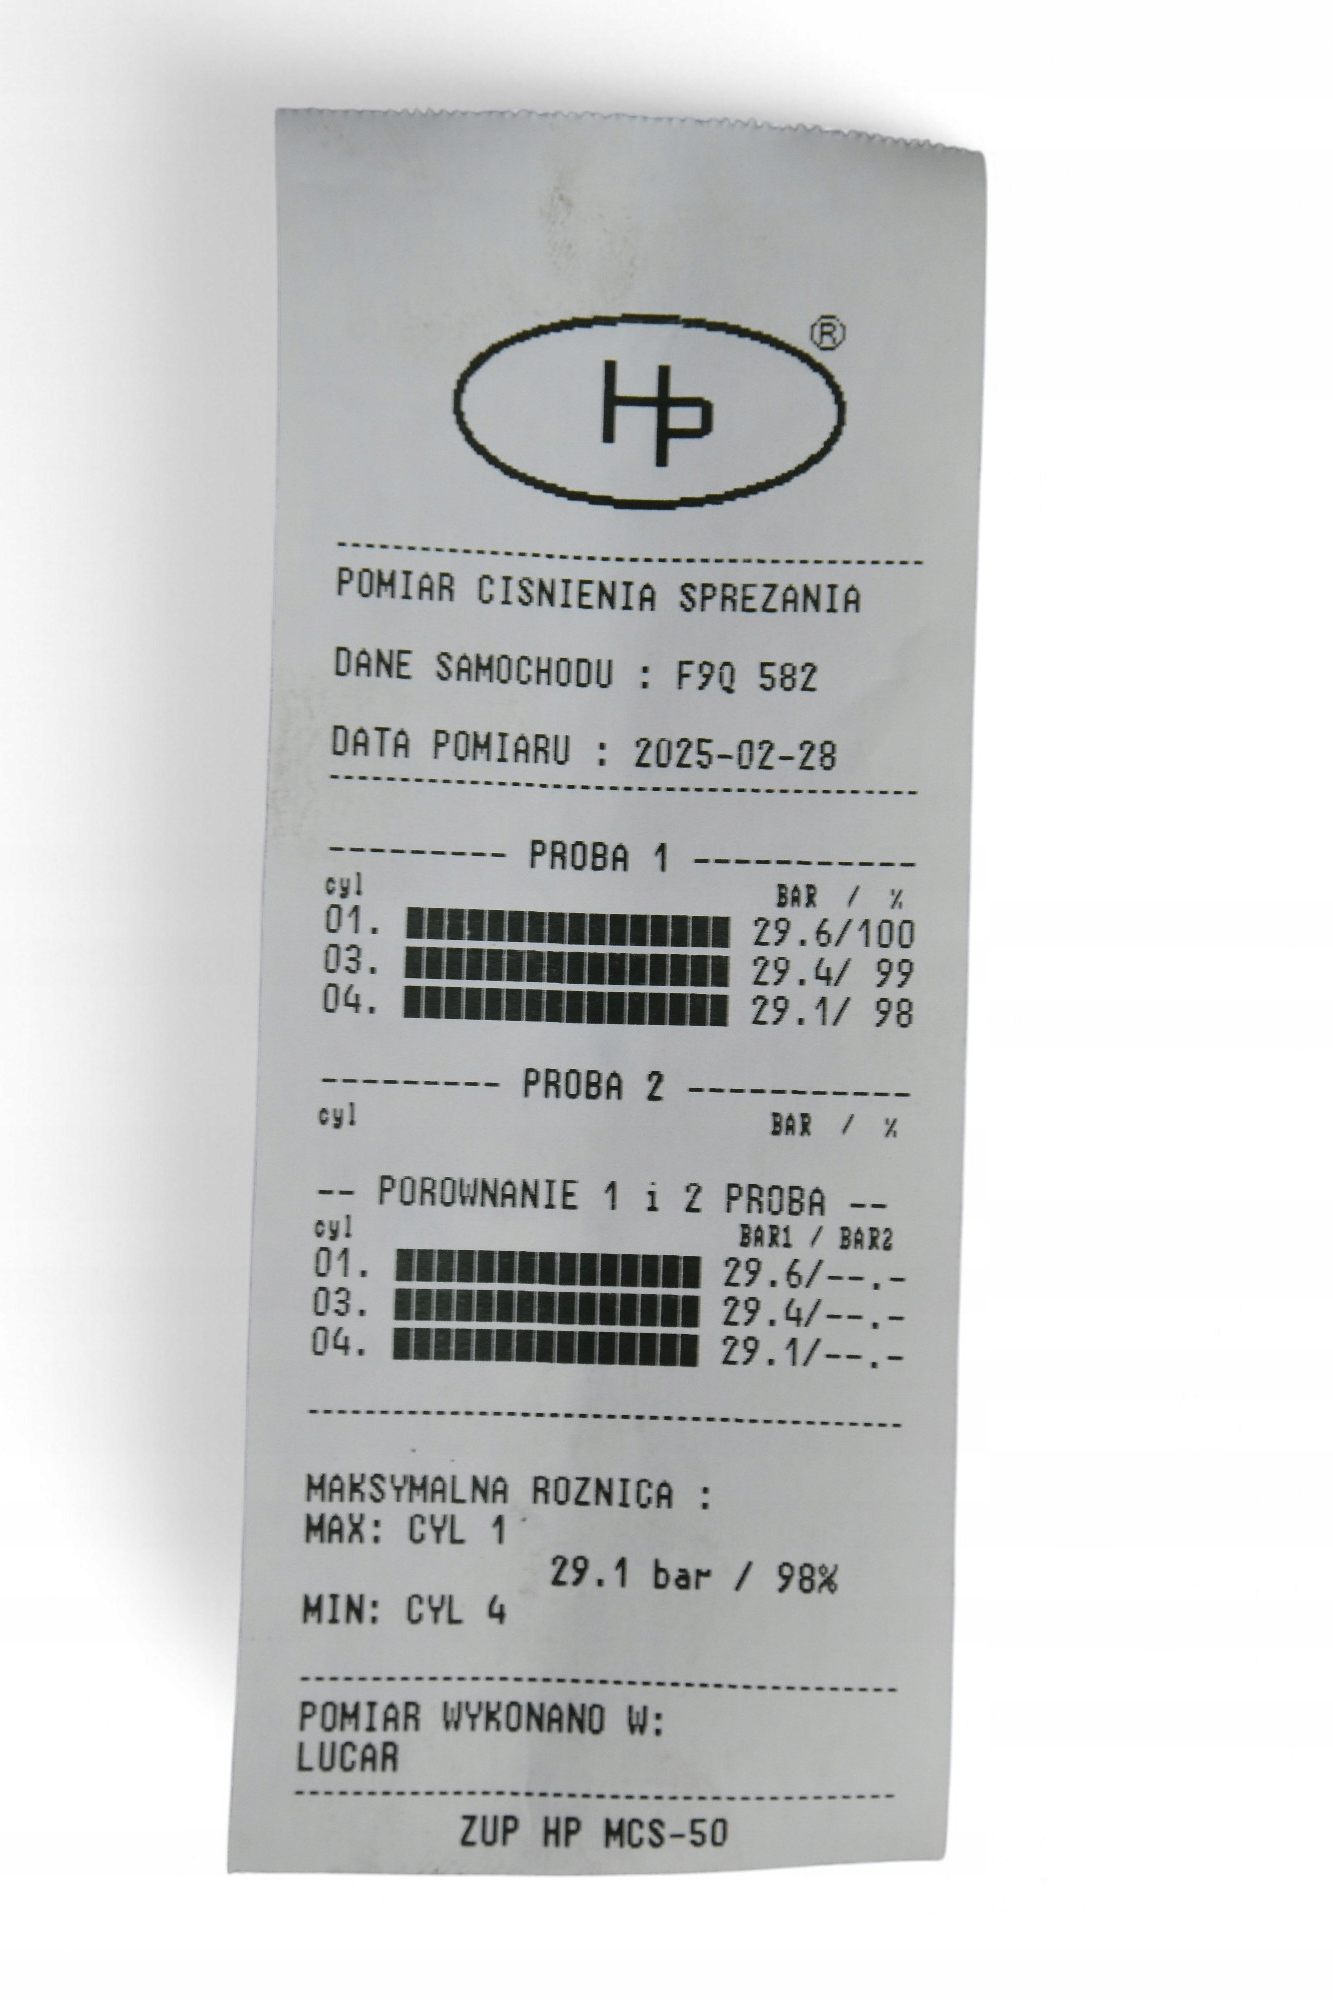 HP ®
POMIAR CISNIENIA SPREZANIA
DANE SAMOCHODU : F9Q 582
DATA POMIARU : 2025-02-28
--------- PROBA 1 -----------
cyl BAR / %
01. 29.6/100
03. 29.4/ 99
04. 29.1/ 98
--------- PROBA 2 -----------
cyl BAR / %
-- POROWNANIE 1 i 2 PROBA --
cyl BAR1 / BAR2
01. 29.6/--.-
03. 29.4/--.-
04. 29.1/--.-
MAKSYMALNA ROZNICA :
MAX: CYL 1
29.1 bar / 98%
MIN: CYL 4
POMIAR WYKONANO W:
LUCAR
ZUP HP MCS-50